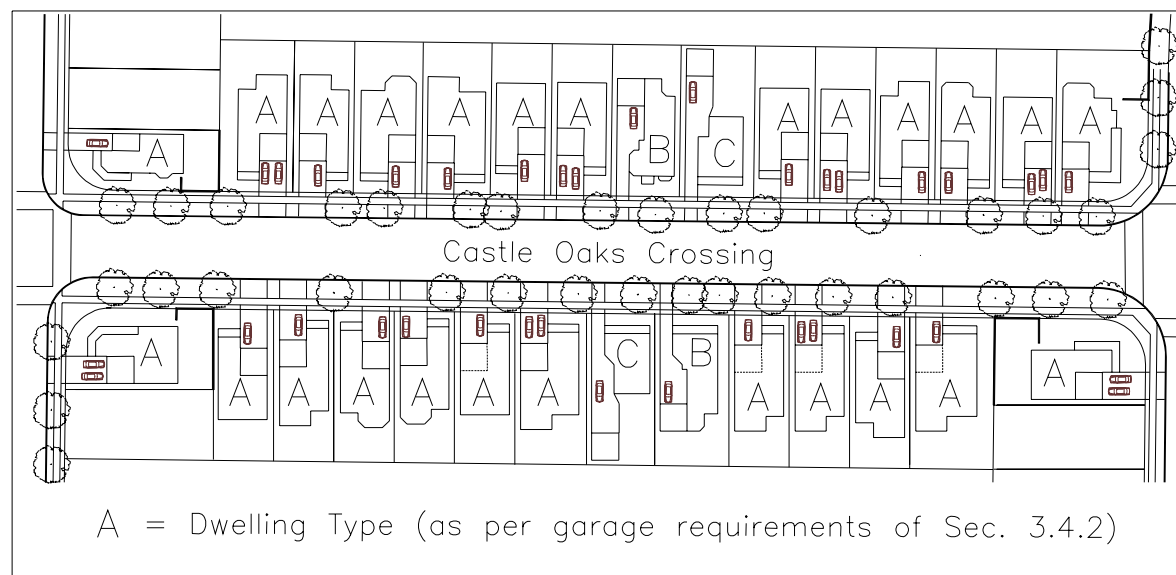 A A A A A A A A A A A A
A B C
Castle Oaks Crossing
A C B
A
A A A A A A A A A A
A = Dwelling Type (as per garage requirements of Sec. 3.4.2)